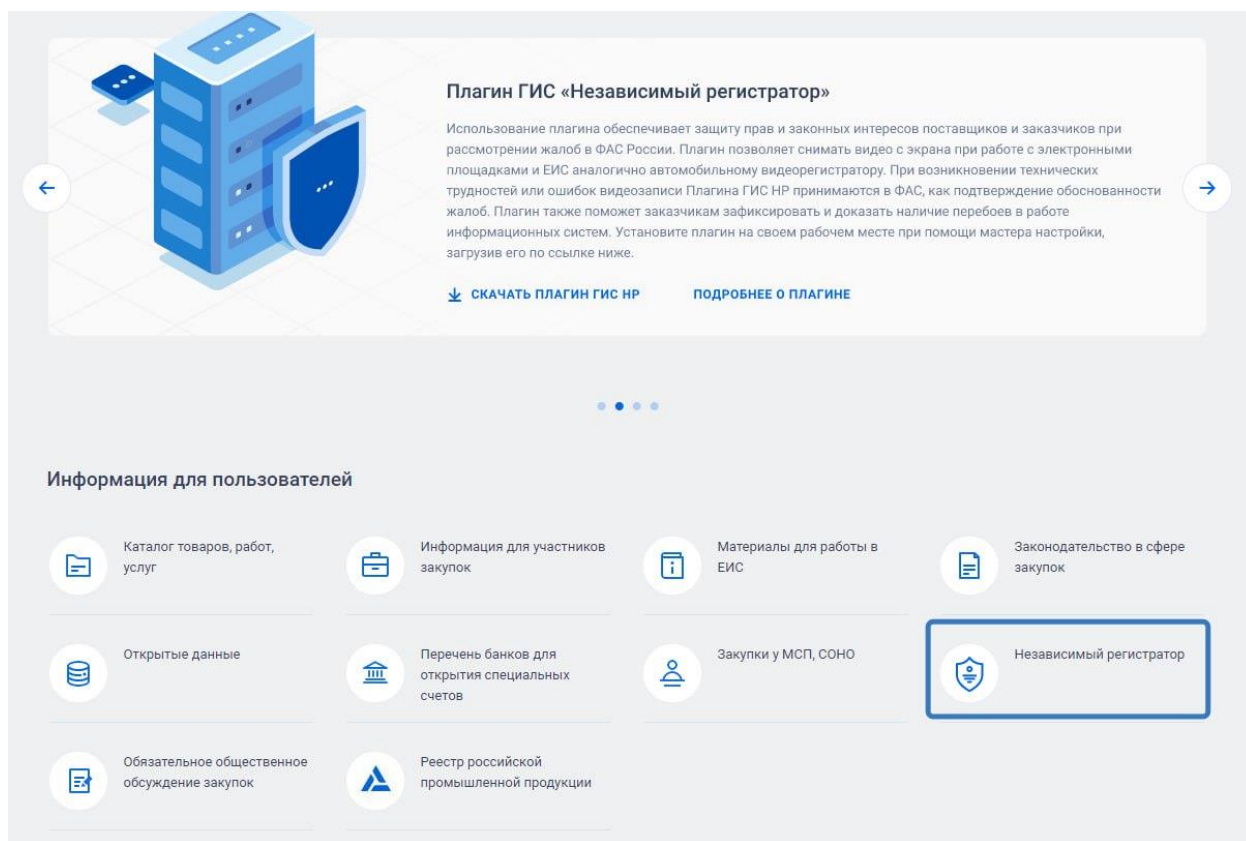 Плагин ГИС «Независимый регистратор»
Использование плагина обеспечивает защиту прав и законных интересов поставщиков и заказчиков при
рассмотрении жалоб в ФАС России. Плагин позволяет снимать видео с экрана при работе с электронными
площадками и ЕИС аналогично автомобильному видеорегистратору. При возникновении технических
трудностей или ошибок видеозаписи Плагина ГИС НР принимаются в ФАС, как подтверждение обоснованности
жалоб. Плагин также поможет заказчикам зафиксировать и доказать наличие перебоев в работе
информационных систем. Установите плагин на своем рабочем месте при помощи мастера настройки,
загрузив его по ссылке ниже.
СКАЧАТЬ ПЛАГИН ГИС НР ПОДРОБНЕЕ О ПЛАГИНЕ
Информация для пользователей
Каталог товаров, работ,
услуг
Информация для участников
закупок
Материалы для работы в
ЕИС
Законодательство в сфере
закупок
Открытые данные
Перечень банков для
открытия специальных
счетов
Закупки у МСП, СОНО
Независимый регистратор
Обязательное общественное
обсуждение закупок
Реестр российской
промышленной продукции